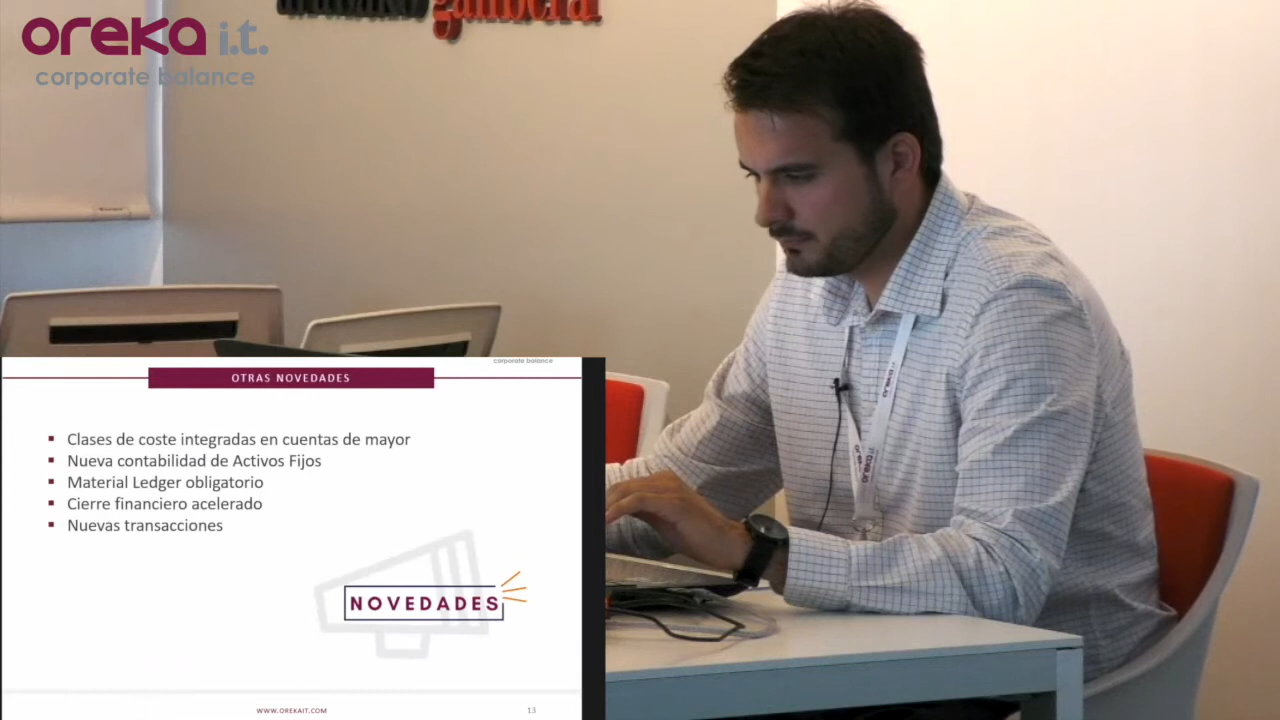 oreka i.t.
corporate balance
corporate balance
OTRAS NOVEDADES
▪ Clases de coste integradas en cuentas de mayor
▪ Nueva contabilidad de Activos Fijos
▪ Material Ledger obligatorio
▪ Cierre financiero acelerado
▪ Nuevas transacciones
NOVEDADES
WWW.OREKAIT.COM
13
oreka i.t.